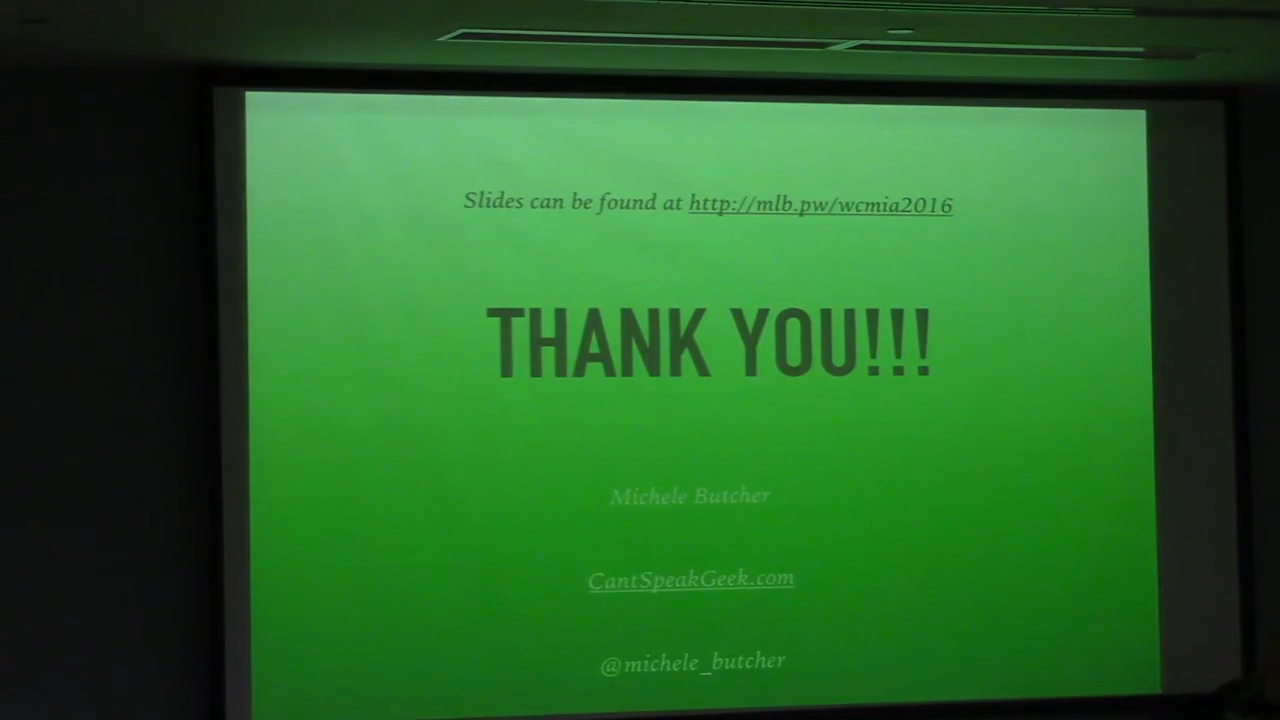 Slides can be found at http://mlb.pw/wcmia2016
THANK YOU!!!
Michele Butcher
CantSpeakGeek.com
@michele_butcher